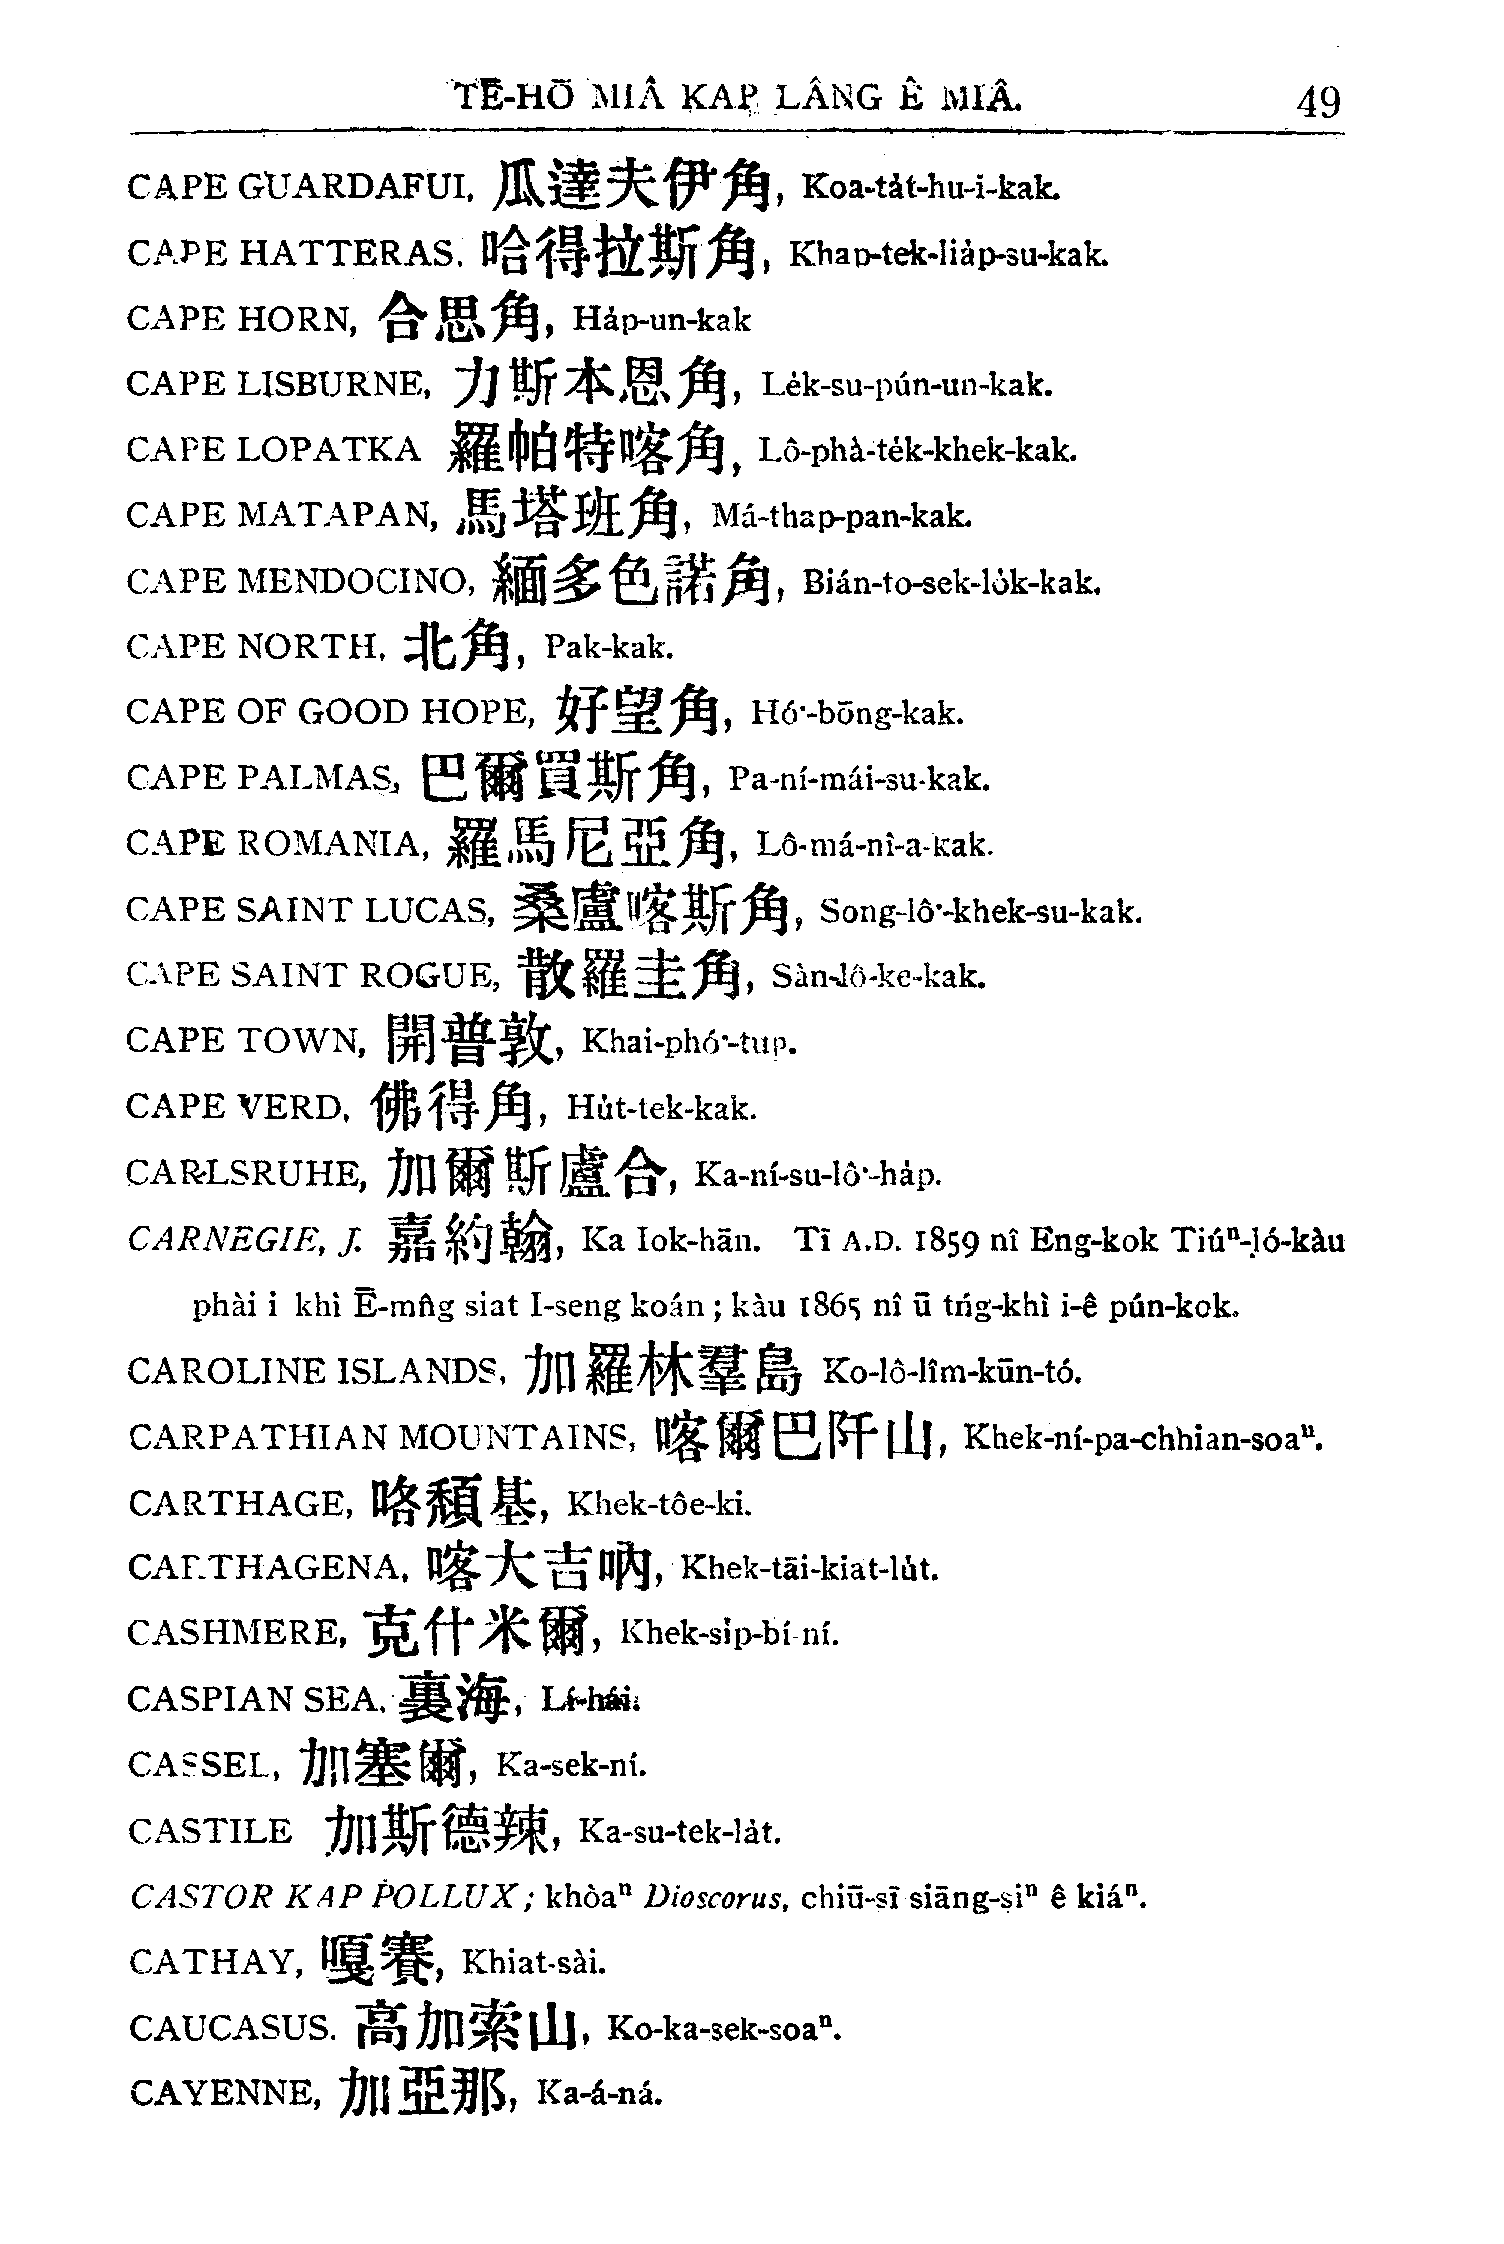 TĒ-HŌ MIÂ KAP LÂNG Ê MIÂ. 49
CAPE GUARDAFUI, 瓜達夫伊角, Koa-ta̍t-hu-i-kak.
CAPE HATTERAS, 哈得拉斯角, Khap-tek-lia̍p-su-kak.
CAPE HORN, 合恩角, Ha̍p-un-kak
CAPE LISBURNE, 力斯本恩角, Le̍k-su-pún-un-kak.
CAPE LOPATKA 羅帕特喀角, Lô-phà-te̍k-khek-kak.
CAPE MATAPAN, 馬塔班角, Má-thap-pan-kak.
CAPE MENDOCINO, 緬多色諾角, Bián-to-sek-lo̍k-kak.
CAPE NORTH, 北角, Pak-kak.
CAPE OF GOOD HOPE, 好望角, Hó͘-bōng-kak.
CAPE PALMAS, 巴爾買斯角, Pa-ní-mái-su-kak.
CAPE ROMANIA, 羅馬尼亞角, Lô-má-nî-a-kak.
CAPE SAINT LUCAS, 桑盧喀斯角, Song-lô͘-khek-su-kak.
CAPE SAINT ROGUE, 散羅圭角, Sàn-lô-ke-kak.
CAPE TOWN, 開普敦, Khai-phó͘-tun.
CAPE VERD, 佛得角, Hu̍t-tek-kak.
CARLSRUHE, 加爾斯盧合, Ka-ní-su-lô͘-ha̍p.
CARNEGIE, J. 嘉約翰, Ka Iok-hān. Tī A.D. 1859 nî Eng-kok Tiúⁿ-ló-kàu
phài i khì Ē-mn̂g siat I-seng koán; kàu 1865 nî ū tńg-khì i-ê pún-kok.
CAROLINE ISLANDS, 加羅林羣島 Ko-lô-lîm-kūn-tó.
CARPATHIAN MOUNTAINS, 喀爾巴阡山, Khek-ní-pa-chhian-soaⁿ.
CARTHAGE, 咯頹基, Khek-tôe-ki.
CARTHAGENA, 喀大吉吶, Khek-tāi-kiat-lu̍t.
CASHMERE, 克什米爾, Khek-si̍p-bí-ní.
CASPIAN SEA, 裏海, Lí-hái.
CASSEL, 加塞爾, Ka-sek-ní.
CASTILE 加斯德辣, Ka-su-tek-la̍t.
CASTOR KAP POLLUX; khòaⁿ Dioscorus, chiū-sī siāng-siⁿ ê kiáⁿ.
CATHAY, 嘎賽, Khiat-sài.
CAUCASUS. 高加索山, Ko-ka-sek-soaⁿ.
CAYENNE, 加亞那, Ka-á-ná.